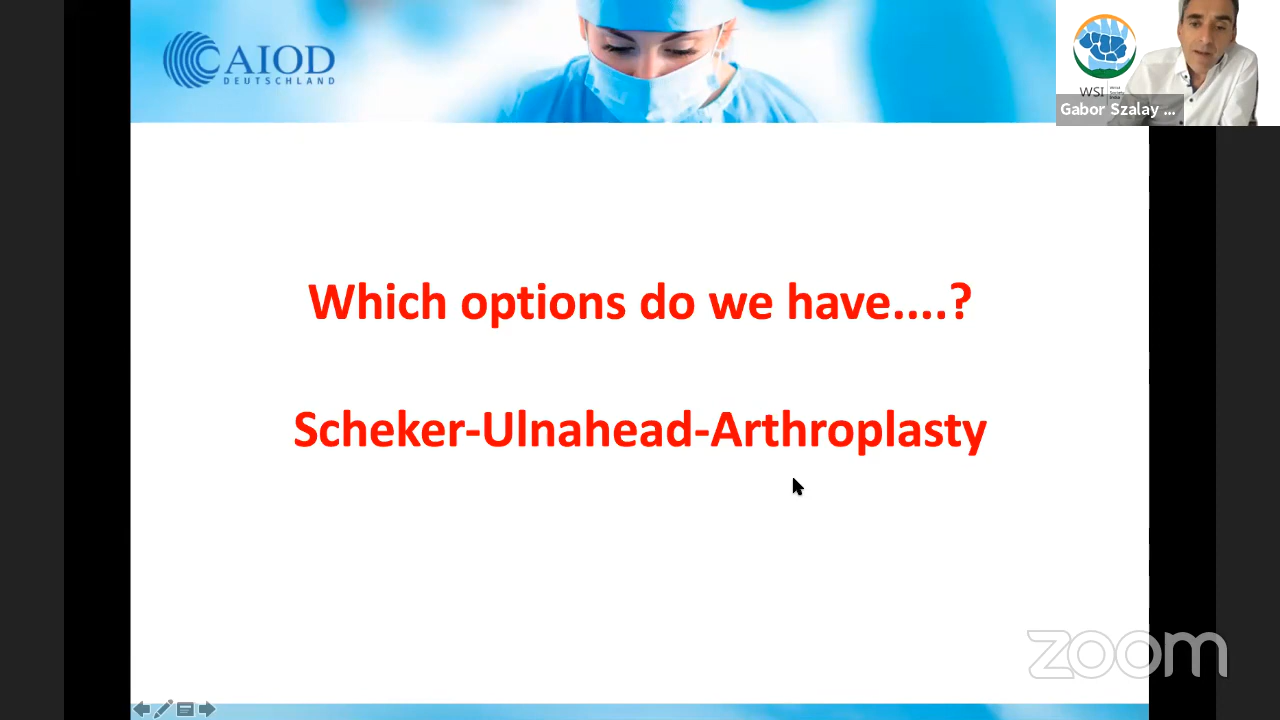 CAIOD
DEUTSCHLAND
WSI
Gabor Szalay ...
Which options do we have....?
Scheker-Ulnahead-Arthroplasty
zoom